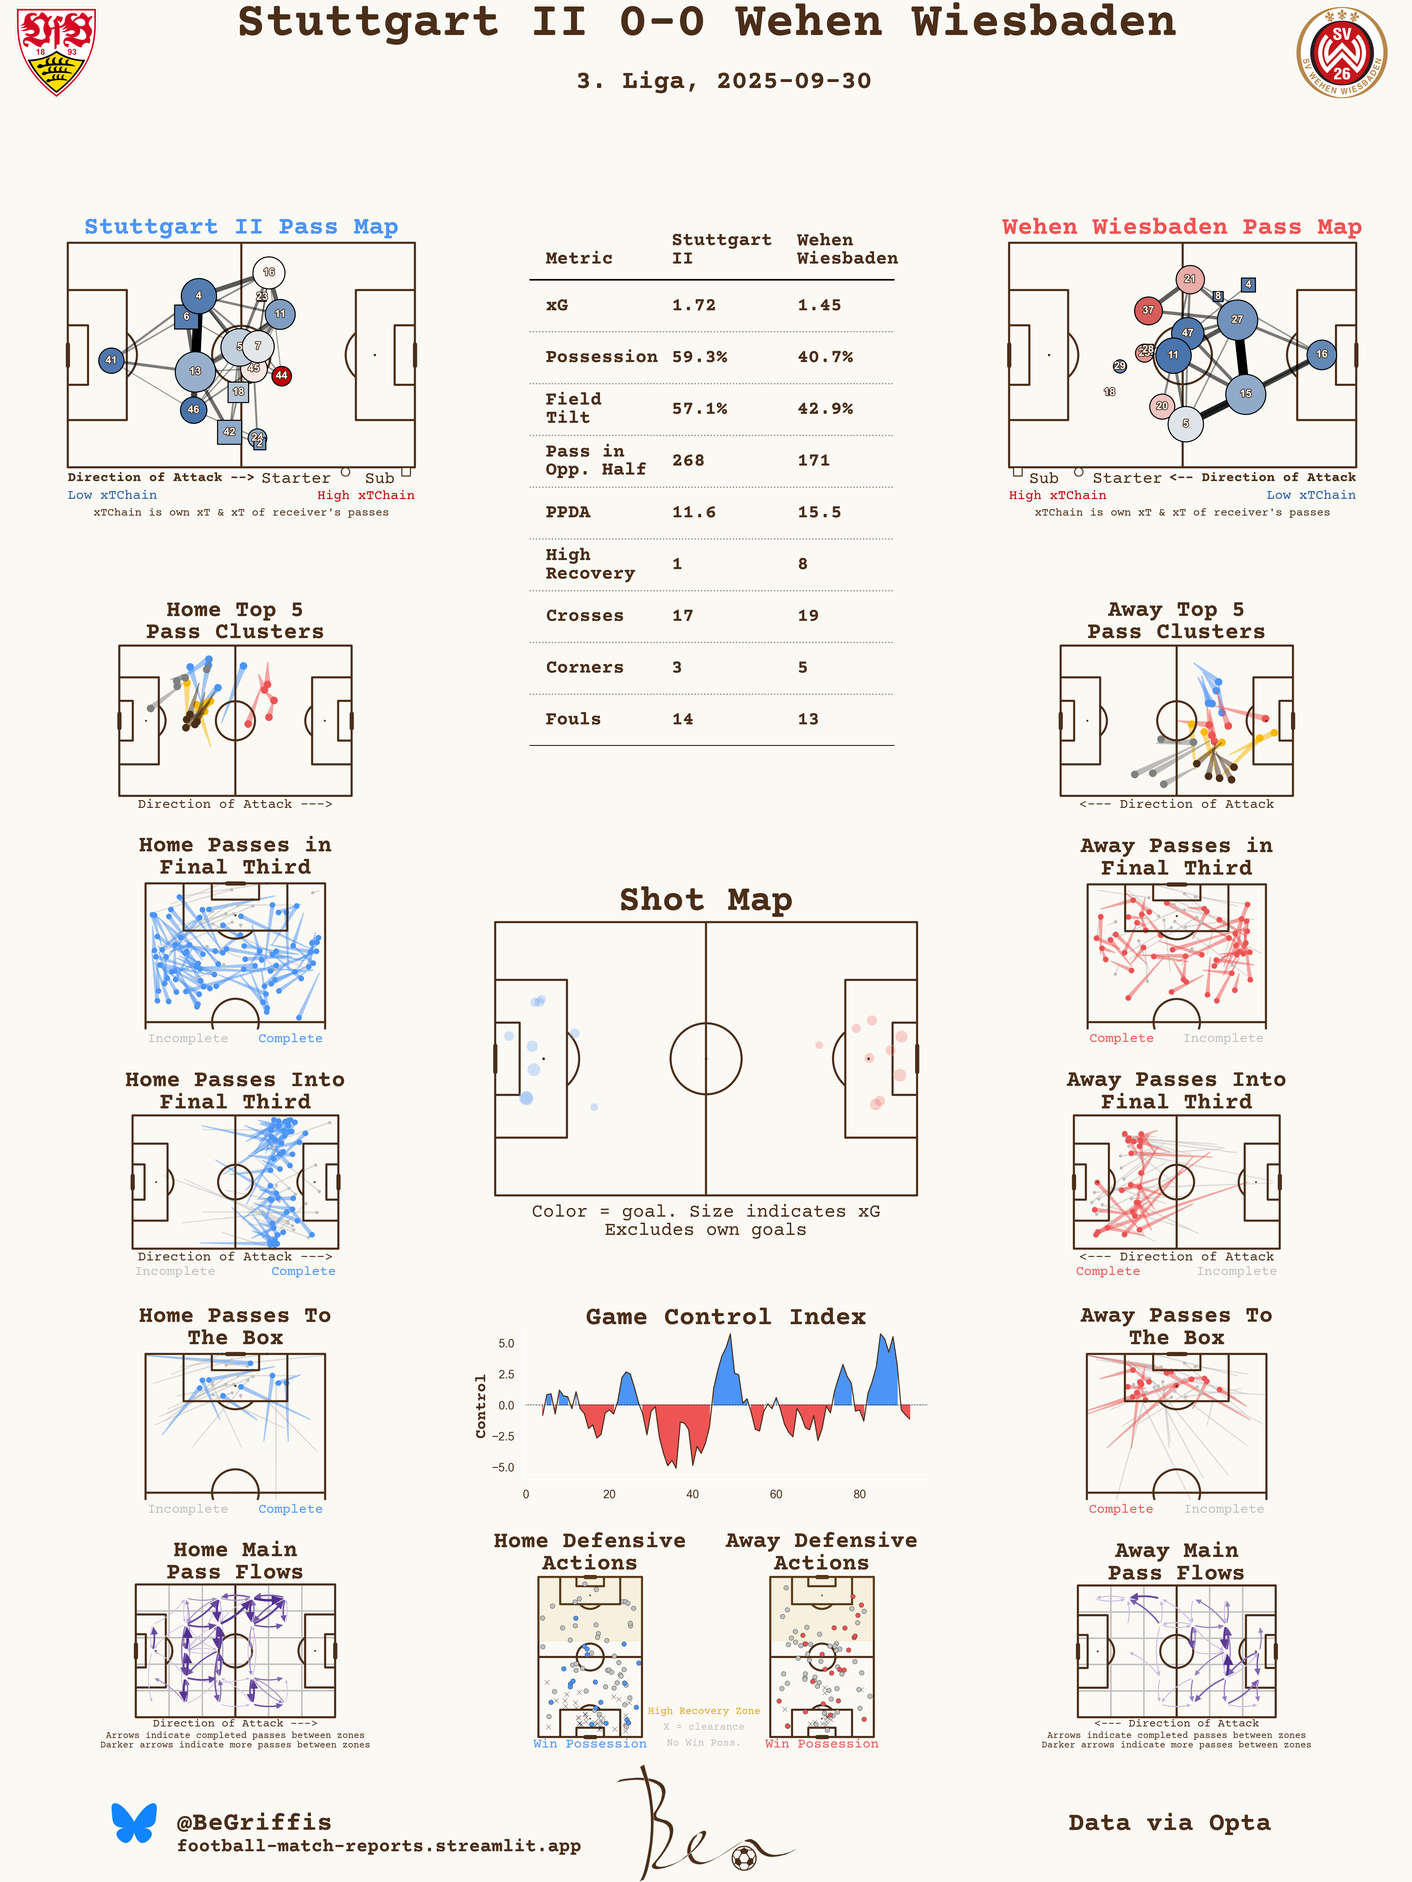 Stuttgart II 0-0 Wehen Wiesbaden
3. Liga, 2025-09-30
VfB
18 93
SV
26
SV WEHEN WIESBADEN
Stuttgart II Pass Map
16
23
4
6
11
5
7
41
13
45
44
18
46
42
24
2
Direction of Attack --> Starter Sub
Low xTChain High xTChain
xTChain is own xT & xT of receiver's passes
Metric Stuttgart II Wehen Wiesbaden
xG 1.72 1.45
Possession 59.3% 40.7%
Field Tilt 57.1% 42.9%
Pass in Opp. Half 268 171
PPDA 11.6 15.5
High Recovery 1 8
Crosses 17 19
Corners 3 5
Fouls 14 13
Wehen Wiesbaden Pass Map
21
4
8
37
27
47
28
11
16
29
18
15
20
5
Sub Starter <-- Direction of Attack
High xTChain Low xTChain
xTChain is own xT & xT of receiver's passes
Home Top 5
Pass Clusters
Direction of Attack --->
Away Top 5
Pass Clusters
<--- Direction of Attack
Home Passes in
Final Third
Incomplete Complete
Away Passes in
Final Third
Complete Incomplete
Shot Map
Color = goal. Size indicates xG
Excludes own goals
Home Passes Into
Final Third
Direction of Attack --->
Incomplete Complete
Away Passes Into
Final Third
<--- Direction of Attack
Complete Incomplete
Home Passes To
The Box
Incomplete Complete
Game Control Index
Control
5.0
2.5
0.0
−2.5
−5.0
0 20 40 60 80
Away Passes To
The Box
Complete Incomplete
Home Main
Pass Flows
Direction of Attack --->
Arrows indicate completed passes between zones
Darker arrows indicate more passes between zones
Home Defensive
Actions
Win Possession
High Recovery Zone
X = clearance
No Win Poss.
Away Defensive
Actions
Win Possession
Away Main
Pass Flows
<--- Direction of Attack
Arrows indicate completed passes between zones
Darker arrows indicate more passes between zones
@BeGriffis
football-match-reports.streamlit.app
Ben
Data via Opta